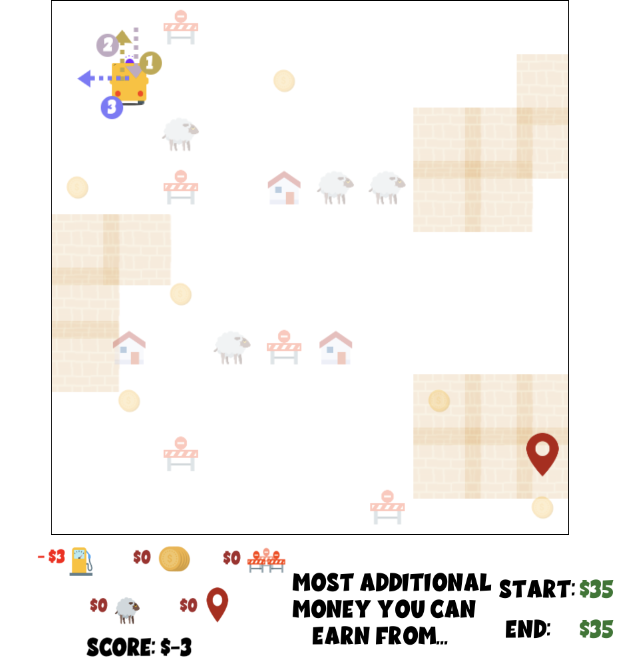 2
1
3
- $3 $0 $0
$0 $0
SCORE: $-3
MOST ADDITIONAL
MONEY YOU CAN
EARN FROM...
START: $35
END: $35